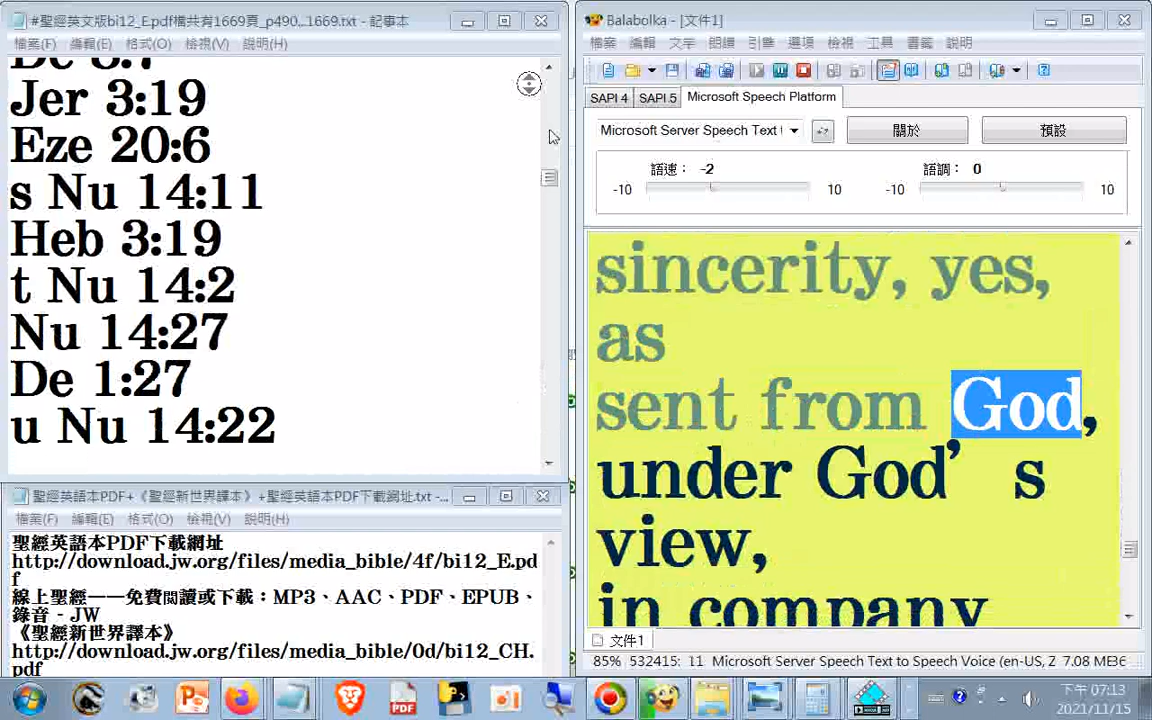 #聖經英文版bi12_E.pdf橫共有1669頁_p490,..1669.txt - 記事本
檔案(F) 編輯(E) 格式(O) 檢視(V) 說明(H)
De 8:7
Jer 3:19
Eze 20:6
s Nu 14:11
Heb 3:19
t Nu 14:2
Nu 14:27
De 1:27
u Nu 14:22
聖經英語本PDF+《聖經新世界譯本》+聖經英語本PDF下載網址.txt - ...
檔案(F) 編輯(E) 格式(O) 檢視(V) 說明(H)
聖經英語本PDF下載網址
http://download.jw.org/files/media_bible/4f/bi12_E.pd
f
線上聖經——免費閱讀或下載：MP3、AAC、PDF、EPUB、
錄音 - JW
《聖經新世界譯本》
http://download.jw.org/files/media_bible/0d/bi12_CH.
pdf
Balabolka - [文件1]
檔案 編輯 文字 朗讀 引擎 選項 檢視 工具 書籤 說明
SAPI 4 SAPI 5 Microsoft Speech Platform
Microsoft Server Speech Text t
關於 預設
語速： -2 語調： 0
-10 10 -10 10
sincerity, yes,
as
sent from God,
under God’s
view,
in company
文件1
85% 532415: 11 Microsoft Server Speech Text to Speech Voice (en-US, Z 7.08 ME36
PDF
下午 07:13
2021/11/15